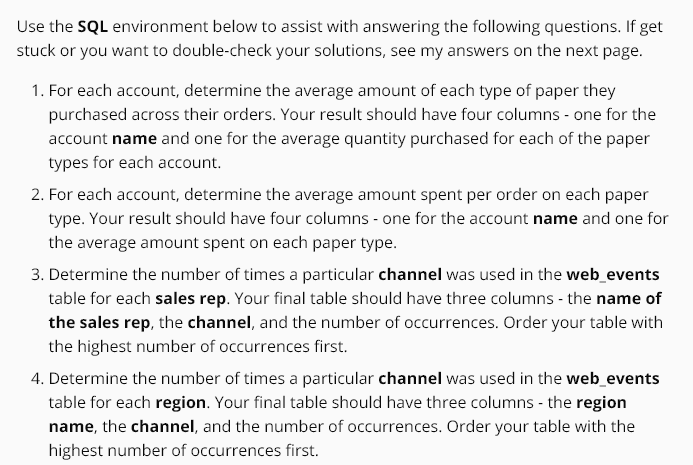 Use the SQL environment below to assist with answering the following questions. If get
stuck or you want to double-check your solutions, see my answers on the next page.
1. For each account, determine the average amount of each type of paper they
purchased across their orders. Your result should have four columns - one for the
account name and one for the average quantity purchased for each of the paper
types for each account.
2. For each account, determine the average amount spent per order on each paper
type. Your result should have four columns - one for the account name and one for
the average amount spent on each paper type.
3. Determine the number of times a particular channel was used in the web_events
table for each sales rep. Your final table should have three columns - the name of
the sales rep, the channel, and the number of occurrences. Order your table with
the highest number of occurrences first.
4. Determine the number of times a particular channel was used in the web_events
table for each region. Your final table should have three columns - the region
name, the channel, and the number of occurrences. Order your table with the
highest number of occurrences first.